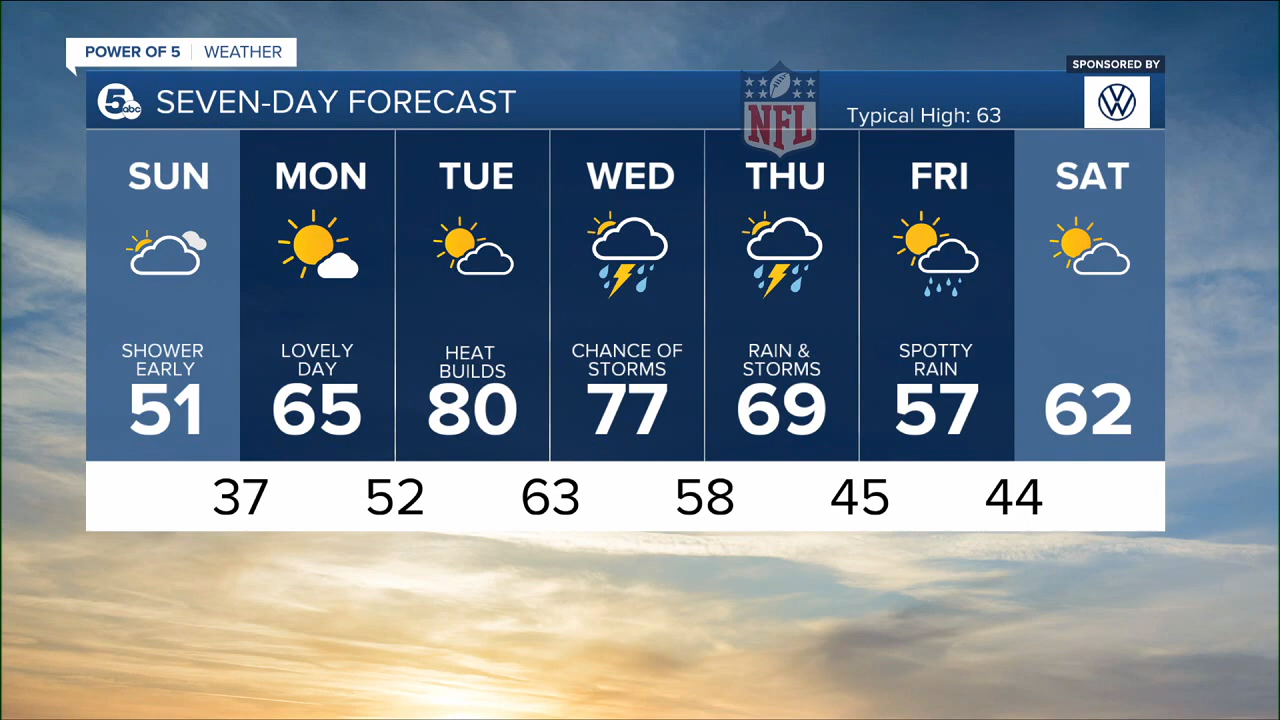 POWER OF 5 | WEATHER
SPONSORED BY
5 abc SEVEN-DAY FORECAST
NFL
Typical High: 63
VW
SUN MON TUE WED THU FRI SAT
SHOWER EARLY
LOVELY DAY
HEAT BUILDS
CHANCE OF STORMS
RAIN & STORMS
SPOTTY RAIN
51 65 80 77 69 57 62
37 52 63 58 45 44